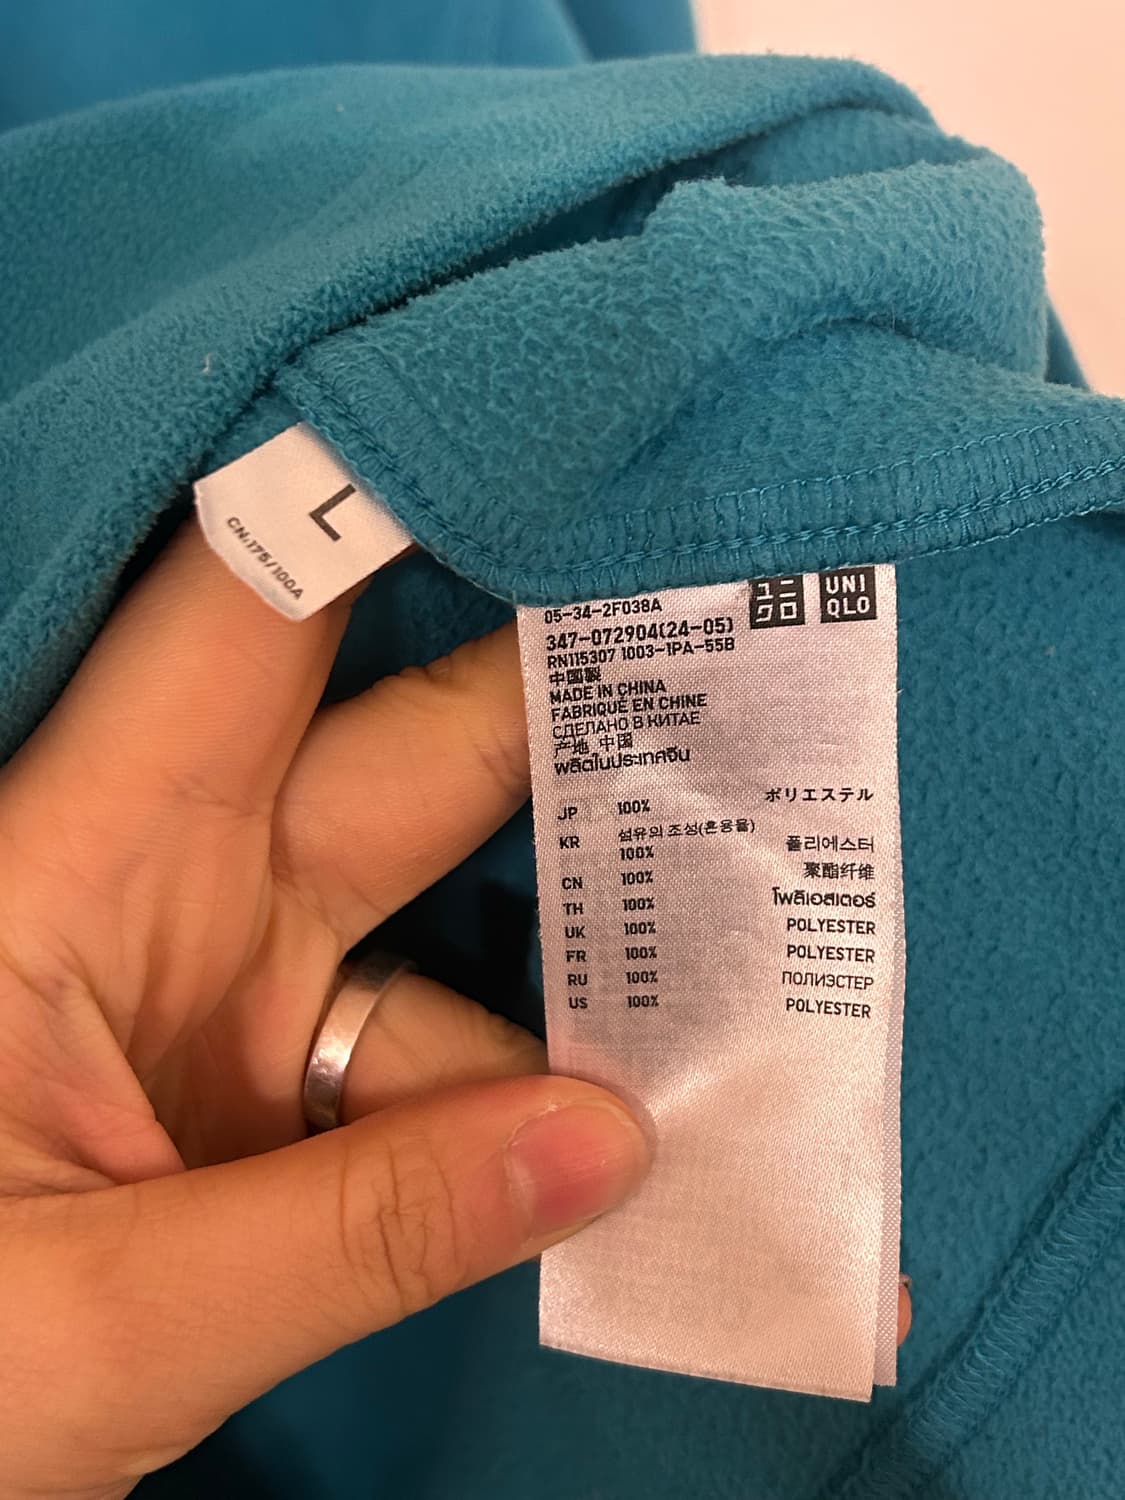 L
CN.175/100A
ユニ
クロ
UNI
QLO
05-34-2F038A
347-072904(24-05)
RN115307 1003-1PA-55B
中国製
MADE IN CHINA
FABRIQUÉ EN CHINE
СДЕЛАНО В КИТАЕ
产地 中国
ผลิตในประเทศจีน
JP 100% ポリエステル
KR 섬유의 조성(혼용율)
100% 폴리에스터
CN 100% 聚酯纤维
TH 100% โพลีเอสเตอร์
UK 100% POLYESTER
FR 100% POLYESTER
RU 100% ПОЛИЭСТЕР
US 100% POLYESTER